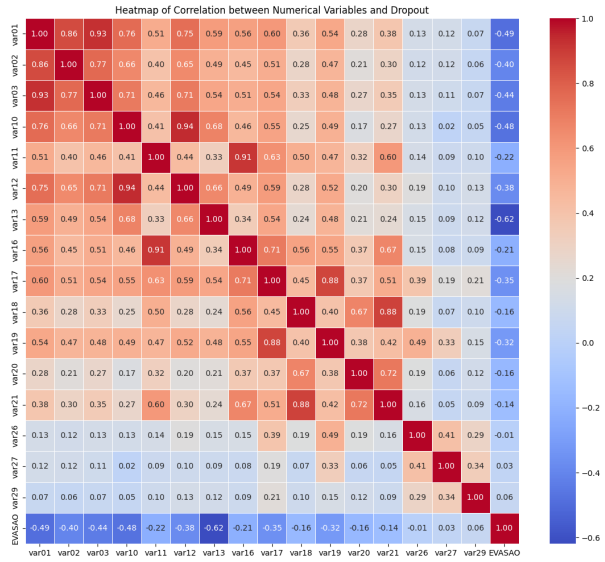 Heatmap of Correlation between Numerical Variables and Dropout
var01 1.00 0.86 0.93 0.76 0.51 0.75 0.59 0.56 0.60 0.36 0.54 0.28 0.38 0.13 0.12 0.07 -0.49
var02 0.86 1.00 0.77 0.66 0.40 0.65 0.49 0.45 0.51 0.28 0.47 0.21 0.30 0.12 0.12 0.06 -0.40
var03 0.93 0.77 1.00 0.71 0.46 0.71 0.54 0.51 0.54 0.33 0.48 0.27 0.35 0.13 0.11 0.07 -0.44
var10 0.76 0.66 0.71 1.00 0.41 0.94 0.68 0.46 0.55 0.25 0.49 0.17 0.27 0.13 0.02 0.05 -0.48
var11 0.51 0.40 0.46 0.41 1.00 0.44 0.33 0.91 0.63 0.50 0.47 0.32 0.60 0.14 0.09 0.10 -0.22
var12 0.75 0.65 0.71 0.94 0.44 1.00 0.66 0.49 0.59 0.28 0.52 0.20 0.30 0.19 0.10 0.13 -0.38
var13 0.59 0.49 0.54 0.68 0.33 0.66 1.00 0.34 0.54 0.24 0.48 0.21 0.24 0.15 0.09 0.12 -0.62
var16 0.56 0.45 0.51 0.46 0.91 0.49 0.34 1.00 0.71 0.56 0.55 0.37 0.67 0.15 0.08 0.09 -0.21
var17 0.60 0.51 0.54 0.55 0.63 0.59 0.54 0.71 1.00 0.45 0.88 0.37 0.51 0.39 0.19 0.21 -0.35
var18 0.36 0.28 0.33 0.25 0.50 0.28 0.24 0.56 0.45 1.00 0.40 0.67 0.88 0.19 0.07 0.10 -0.16
var19 0.54 0.47 0.48 0.49 0.47 0.52 0.48 0.55 0.88 0.40 1.00 0.38 0.42 0.49 0.33 0.15 -0.32
var20 0.28 0.21 0.27 0.17 0.32 0.20 0.21 0.37 0.37 0.67 0.38 1.00 0.72 0.19 0.06 0.12 -0.16
var21 0.38 0.30 0.35 0.27 0.60 0.30 0.24 0.67 0.51 0.88 0.42 0.72 1.00 0.16 0.05 0.09 -0.14
var26 0.13 0.12 0.13 0.13 0.14 0.19 0.15 0.15 0.39 0.19 0.49 0.19 0.16 1.00 0.41 0.29 -0.01
var27 0.12 0.12 0.11 0.02 0.09 0.10 0.09 0.08 0.19 0.07 0.33 0.06 0.05 0.41 1.00 0.34 0.03
var29 0.07 0.06 0.07 0.05 0.10 0.13 0.12 0.09 0.21 0.10 0.15 0.12 0.09 0.29 0.34 1.00 0.06
EVASAO -0.49 -0.40 -0.44 -0.48 -0.22 -0.38 -0.62 -0.21 -0.35 -0.16 -0.32 -0.16 -0.14 -0.01 0.03 0.06 1.00
var01 var02 var03 var10 var11 var12 var13 var16 var17 var18 var19 var20 var21 var26 var27 var29 EVASAO
1.0
0.8
0.6
0.4
0.2
0.0
-0.2
-0.4
-0.6